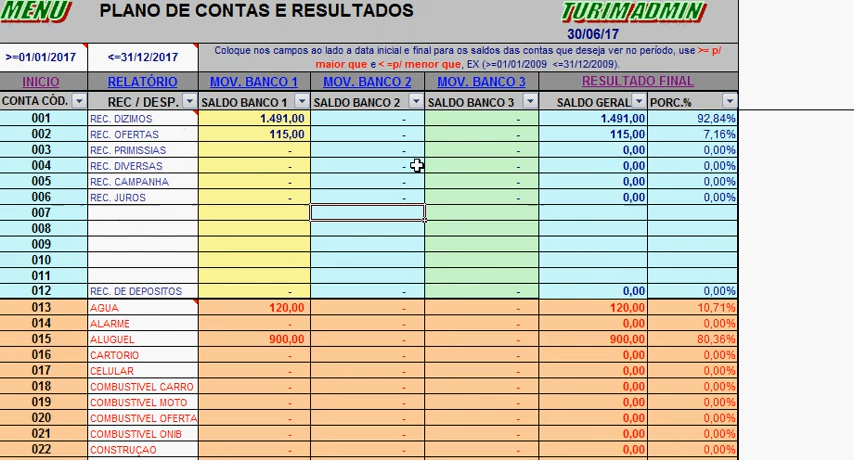 MENU PLANO DE CONTAS E RESULTADOS TURIM/ADMIN
30/06/17
>=01/01/2017 <=31/12/2017 Coloque nos campos ao lado a data inicial e final para os saldos das contas que deseja ver no período, use >= p/
maior que e < =p/ menor que, EX (>=01/01/2009 <=31/12/2009).
INICIO RELATÓRIO MOV. BANCO 1 MOV. BANCO 2 MOV. BANCO 3 RESULTADO FINAL
CONTA CÓD. REC / DESP. SALDO BANCO 1 SALDO BANCO 2 SALDO BANCO 3 SALDO GERAL PORC.%
001 REC. DIZIMOS 1.491,00 - - 1.491,00 92,84%
002 REC. OFERTAS 115,00 - - 115,00 7,16%
003 REC. PRIMISSIAS - - - 0,00 0,00%
004 REC. DIVERSAS - - - 0,00 0,00%
005 REC. CAMPANHA - - - 0,00 0,00%
006 REC. JUROS - - - 0,00 0,00%
007
008
009
010
011
012 REC. DE DEPOSITOS - - - 0,00 0,00%
013 AGUA 120,00 - - 120,00 10,71%
014 ALARME - - - 0,00 0,00%
015 ALUGUEL 900,00 - - 900,00 80,36%
016 CARTORIO - - - 0,00 0,00%
017 CELULAR - - - 0,00 0,00%
018 COMBUSTIVEL CARRO - - - 0,00 0,00%
019 COMBUSTIVEL MOTO - - - 0,00 0,00%
020 COMBUSTIVEL OFERTA - - - 0,00 0,00%
021 COMBUSTIVEL ONIB - - - 0,00 0,00%
022 CONSTRUÇAO - - - 0,00 0,00%